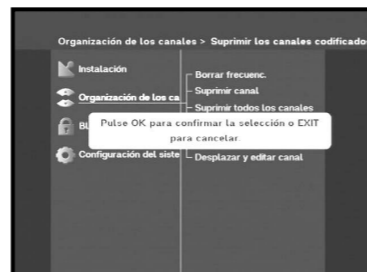 Organización de los canales > Suprimir los canales codificado
Instalación
Organización de los ca
Borrar frecuenc.
Suprimir canal
Suprimir todos los canales
Pulse OK para confirmar la selección o EXIT
para cancelar.
Configuración del siste
Desplazar y editar canal